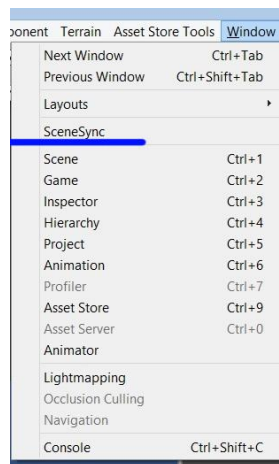 Terrain Asset Store Tools Window
Next Window Ctrl+Tab
Previous Window Ctrl+Shift+Tab
Layouts
SceneSync
Scene Ctrl+1
Game Ctrl+2
Inspector Ctrl+3
Hierarchy Ctrl+4
Project Ctrl+5
Animation Ctrl+6
Profiler Ctrl+7
Asset Store Ctrl+9
Asset Server Ctrl+0
Animator
Lightmapping
Occlusion Culling
Navigation
Console Ctrl+Shift+C